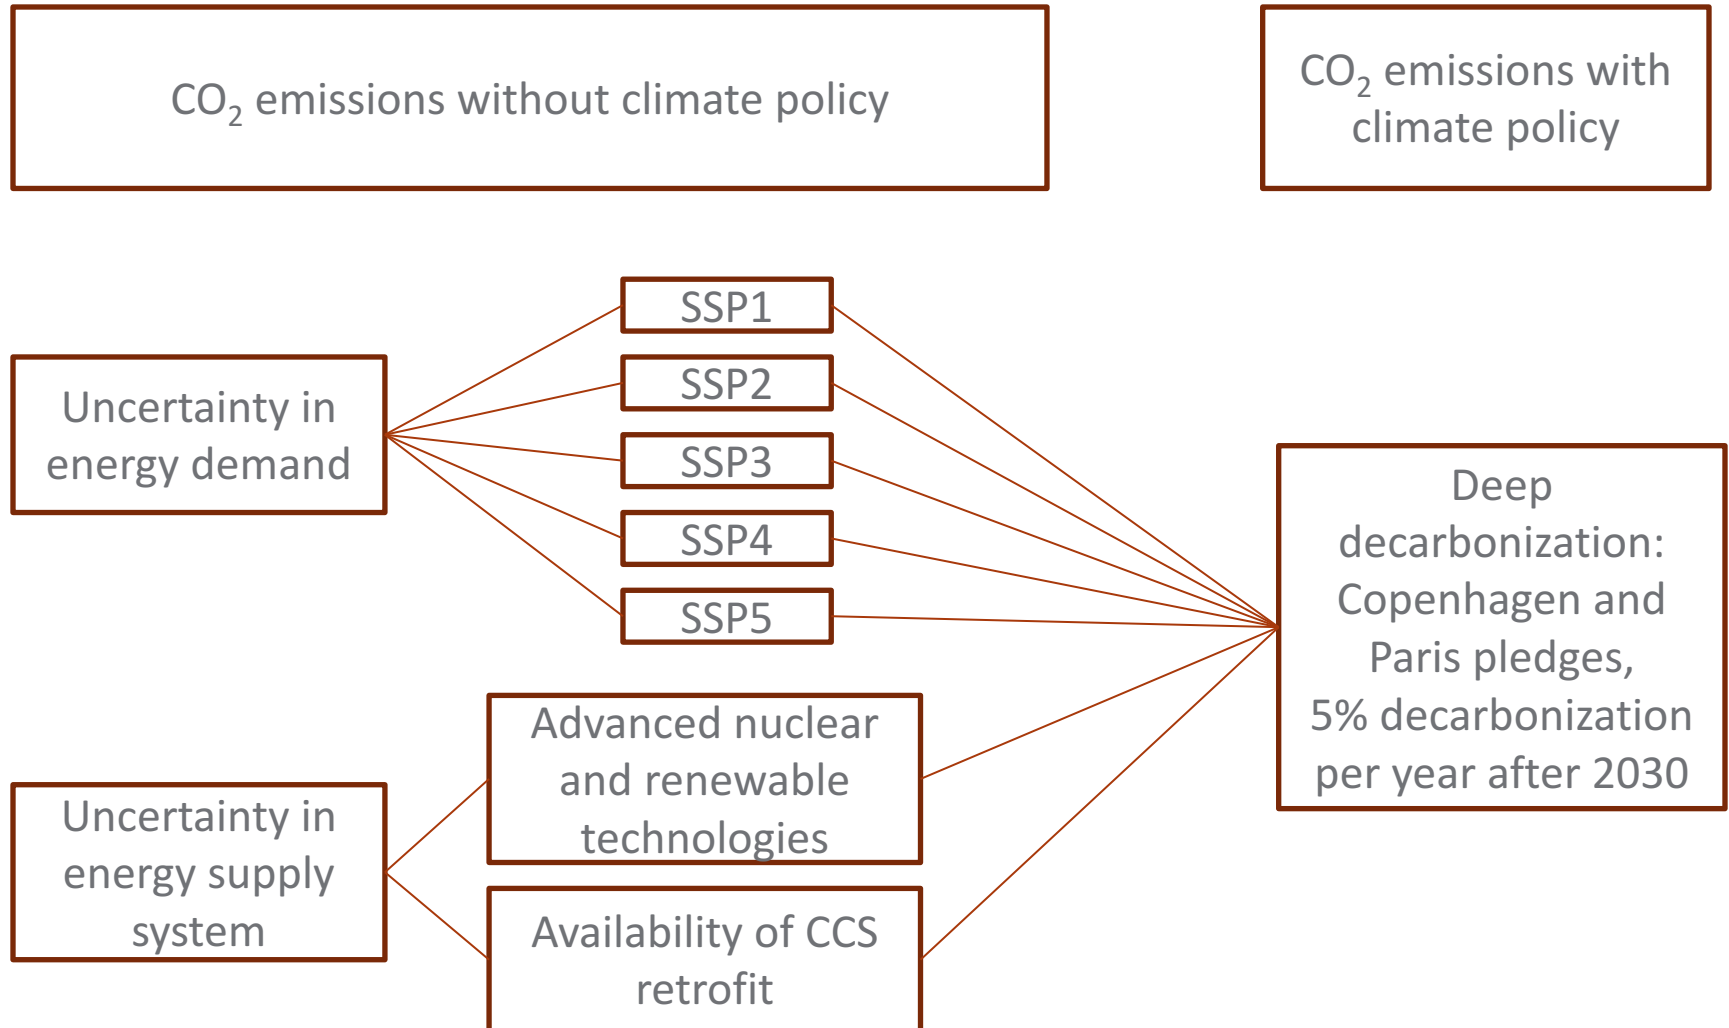 CO₂ emissions without climate policy
CO₂ emissions with
climate policy
Uncertainty in
energy demand
SSP1
SSP2
SSP3
SSP4
SSP5
Uncertainty in
energy supply
system
Advanced nuclear
and renewable
technologies
Availability of CCS
retrofit
Deep
decarbonization:
Copenhagen and
Paris pledges,
5% decarbonization
per year after 2030